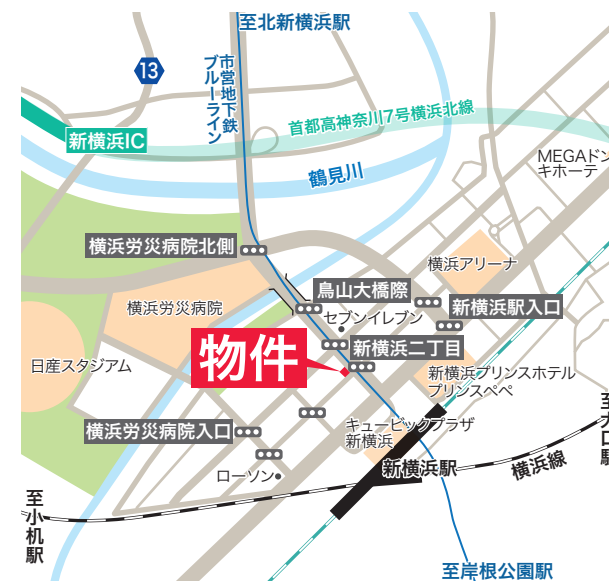 至北新横浜駅
13
市営地下鉄
ブルーライン
首都高神奈川7号横浜北線
新横浜IC
MEGAドン
キホーテ
鶴見川
横浜労災病院北側
横浜アリーナ
鳥山大橋際
横浜労災病院
新横浜駅入口
セブンイレブン
物件
新横浜二丁目
日産スタジアム
新横浜プリンスホテル
プリンスペペ
至大口駅
キュービックプラザ
新横浜
横浜労災病院入口
新横浜駅
横浜線
ローソン
至小机駅
至岸根公園駅